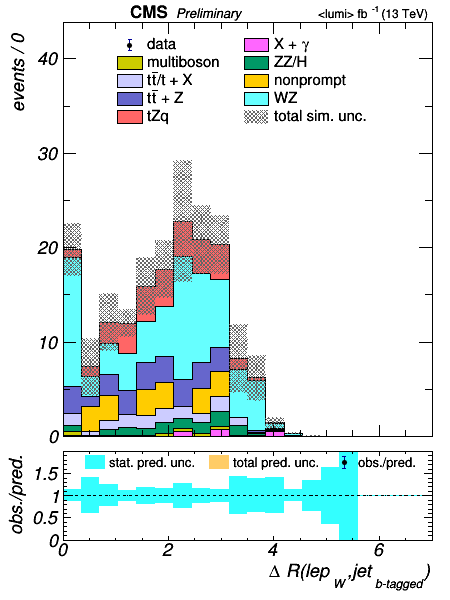 CMS Preliminary <lumi> fb⁻¹ (13 TeV)
events / 0
40
30
20
10
0
data
multiboson
tt̄/t + X
tt̄ + Z
tZq
X + γ
ZZ/H
nonprompt
WZ
total sim. unc.
obs./pred.
1.5
1
0.5
0
stat. pred. unc. total pred. unc. obs./pred.
0 2 4 6
Δ R(lep_W,jet_b-tagged)